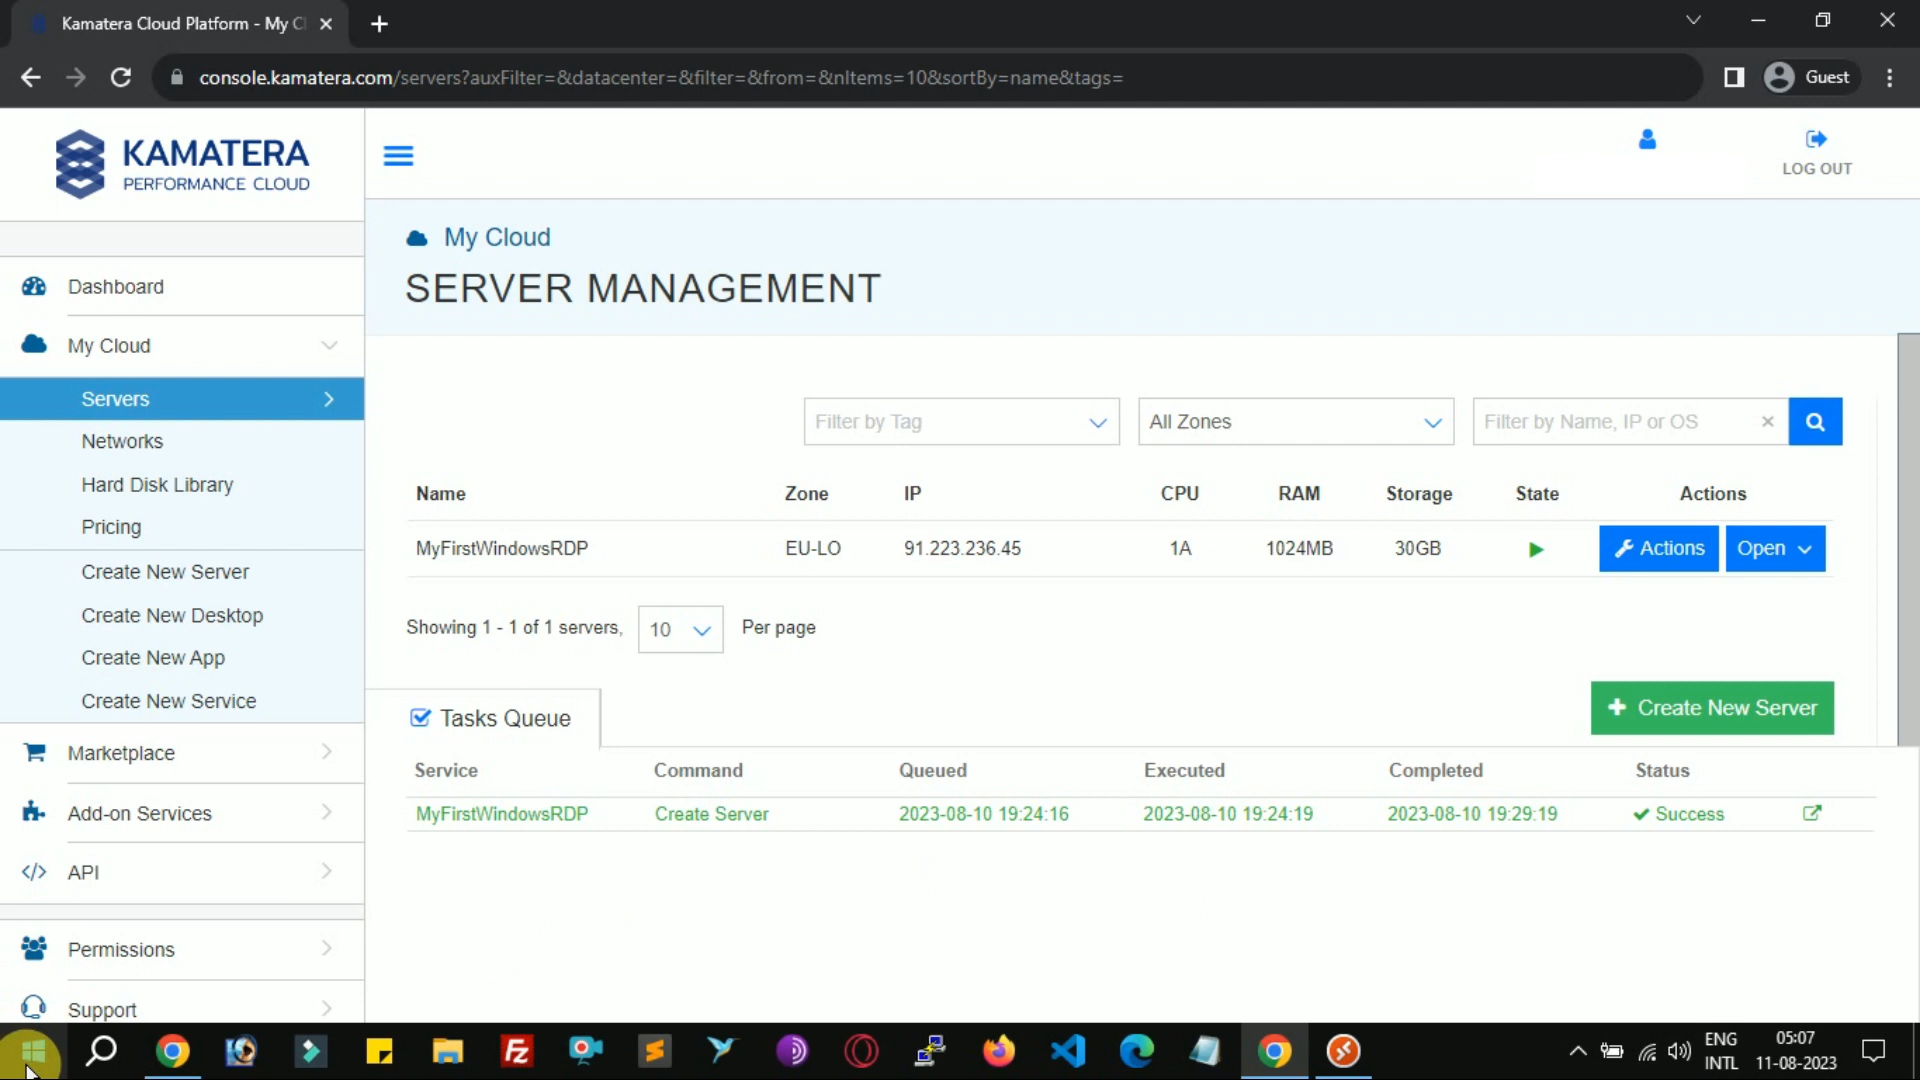 Kamatera Cloud Platform - My Cl
console.kamatera.com/servers?auxFilter=&datacenter=&filter=&from=&nItems=10&sortBy=name&tags=
Guest
KAMATERA
PERFORMANCE CLOUD
LOG OUT
Dashboard
My Cloud
Servers
Networks
Hard Disk Library
Pricing
Create New Server
Create New Desktop
Create New App
Create New Service
Marketplace
Add-on Services
API
Permissions
Support
My Cloud
SERVER MANAGEMENT
Filter by Tag
All Zones
Filter by Name, IP or OS
Name Zone IP CPU RAM Storage State Actions
MyFirstWindowsRDP EU-LO 91.223.236.45 1A 1024MB 30GB Actions Open
Showing 1 - 1 of 1 servers, 10 Per page
Create New Server
Tasks Queue
Service Command Queued Executed Completed Status
MyFirstWindowsRDP Create Server 2023-08-10 19:24:16 2023-08-10 19:24:19 2023-08-10 19:29:19 Success
ENG
INTL
05:07
11-08-2023